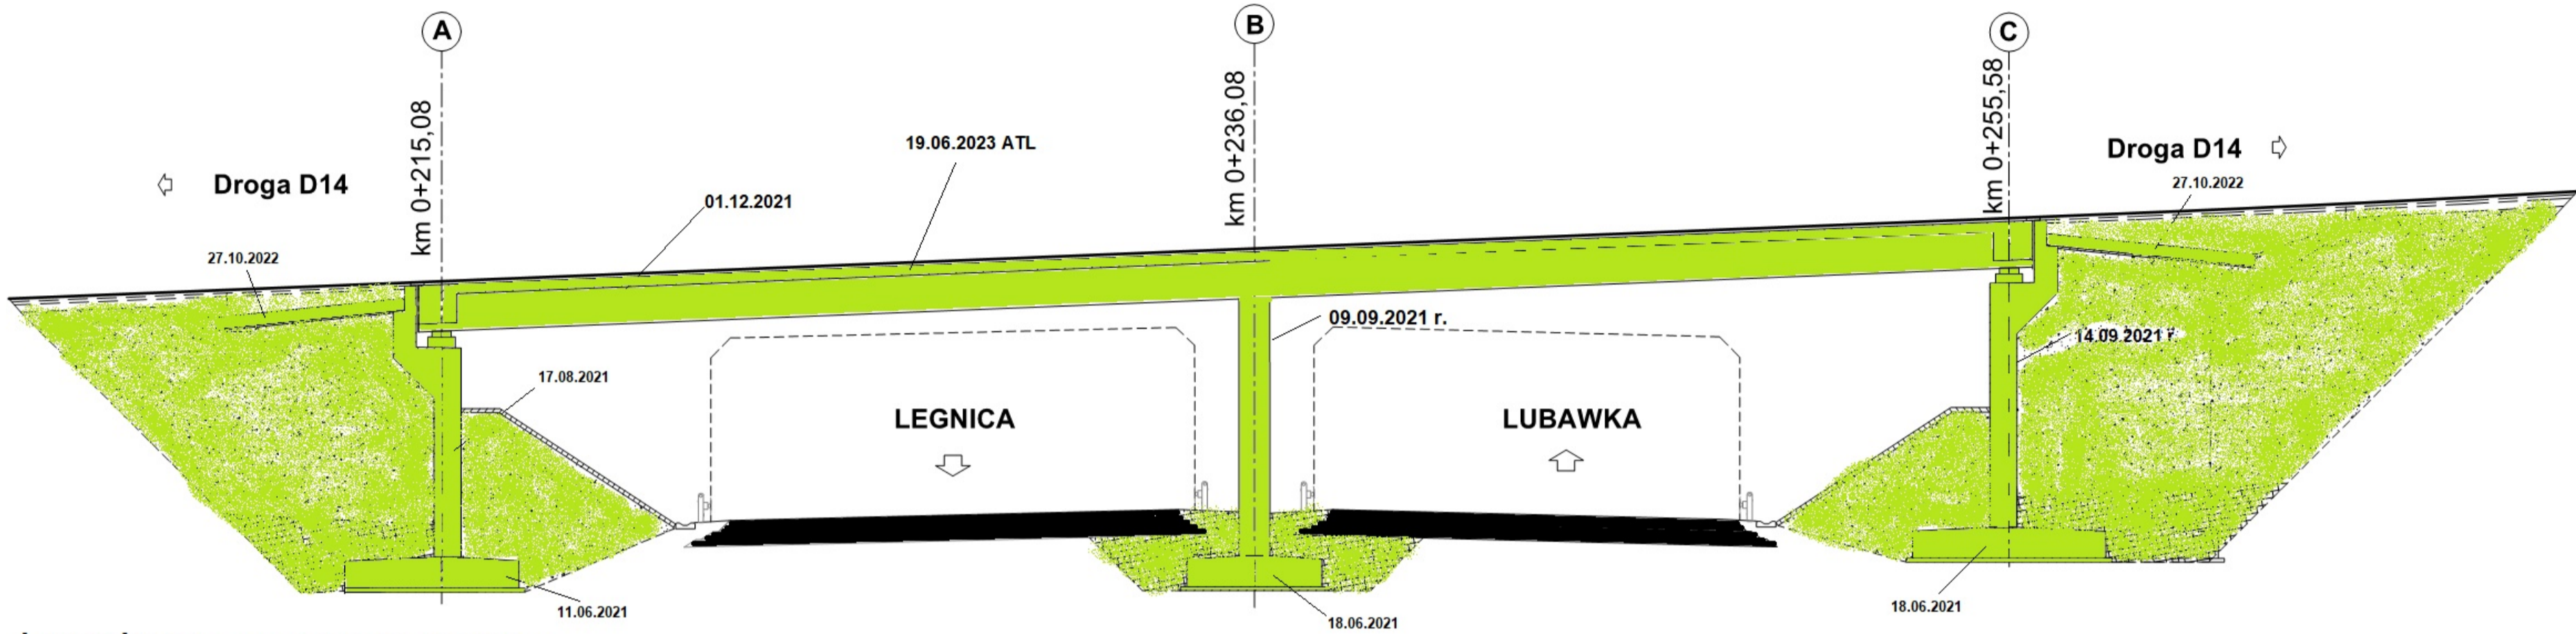 A
B
C
km 0+215,08
km 0+236,08
km 0+255,58
19.06.2023 ATL
Droga D14
Droga D14
27.10.2022
01.12.2021
27.10.2022
09.09.2021 r.
14.09.2021 r.
17.08.2021
LEGNICA
LUBAWKA
11.06.2021
18.06.2021
18.06.2021